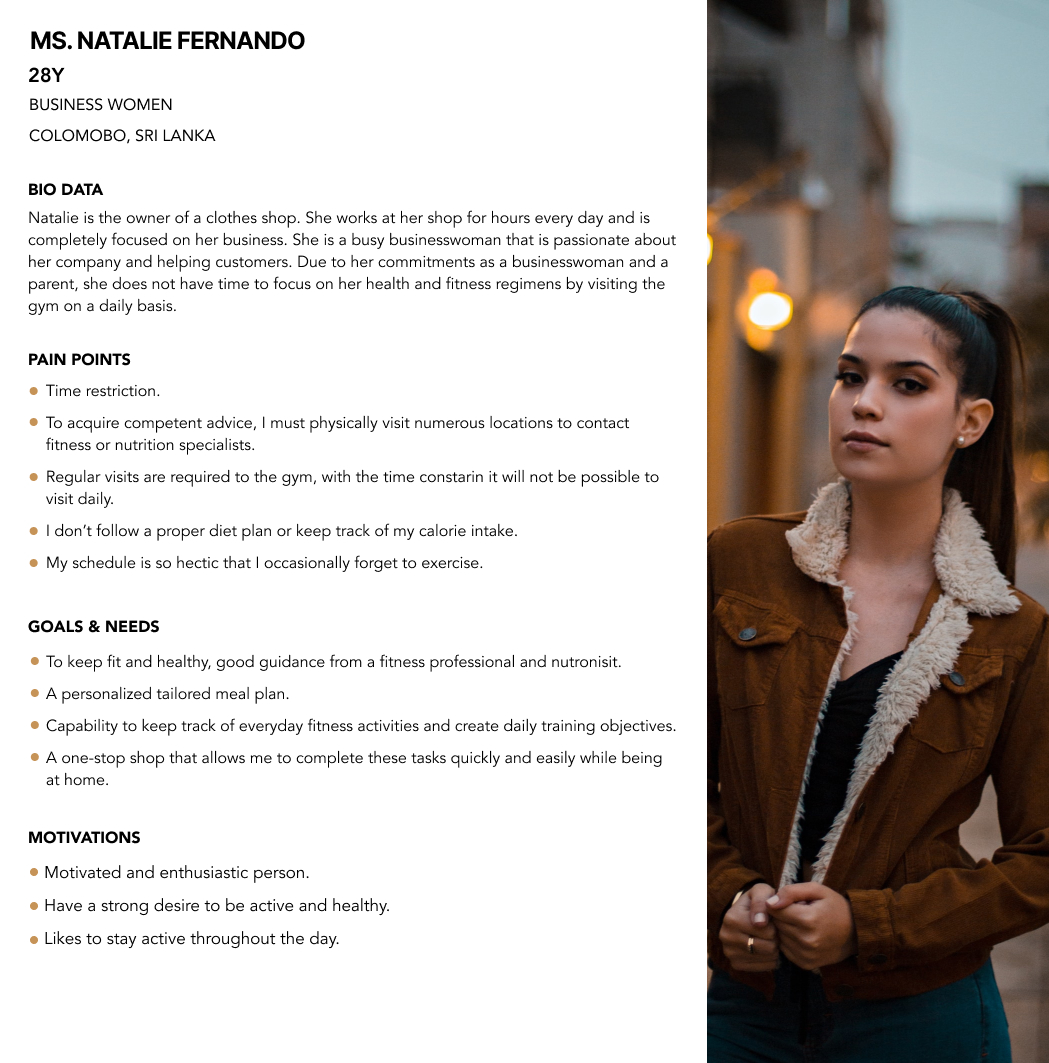 MS. NATALIE FERNANDO
28Y
BUSINESS WOMEN
COLOMOBO, SRI LANKA
BIO DATA
Natalie is the owner of a clothes shop. She works at her shop for hours every day and is
completely focused on her business. She is a busy businesswoman that is passionate about
her company and helping customers. Due to her commitments as a businesswoman and a
parent, she does not have time to focus on her health and fitness regimens by visiting the
gym on a daily basis.
PAIN POINTS
● Time restriction.
● To acquire competent advice, I must physically visit numerous locations to contact
fitness or nutrition specialists.
● Regular visits are required to the gym, with the time constarin it will not be possible to
visit daily.
● I don’t follow a proper diet plan or keep track of my calorie intake.
● My schedule is so hectic that I occasionally forget to exercise.
GOALS & NEEDS
● To keep fit and healthy, good guidance from a fitness professional and nutronisit.
● A personalized tailored meal plan.
● Capability to keep track of everyday fitness activities and create daily training objectives.
● A one-stop shop that allows me to complete these tasks quickly and easily while being
at home.
MOTIVATIONS
● Motivated and enthusiastic person.
● Have a strong desire to be active and healthy.
● Likes to stay active throughout the day.